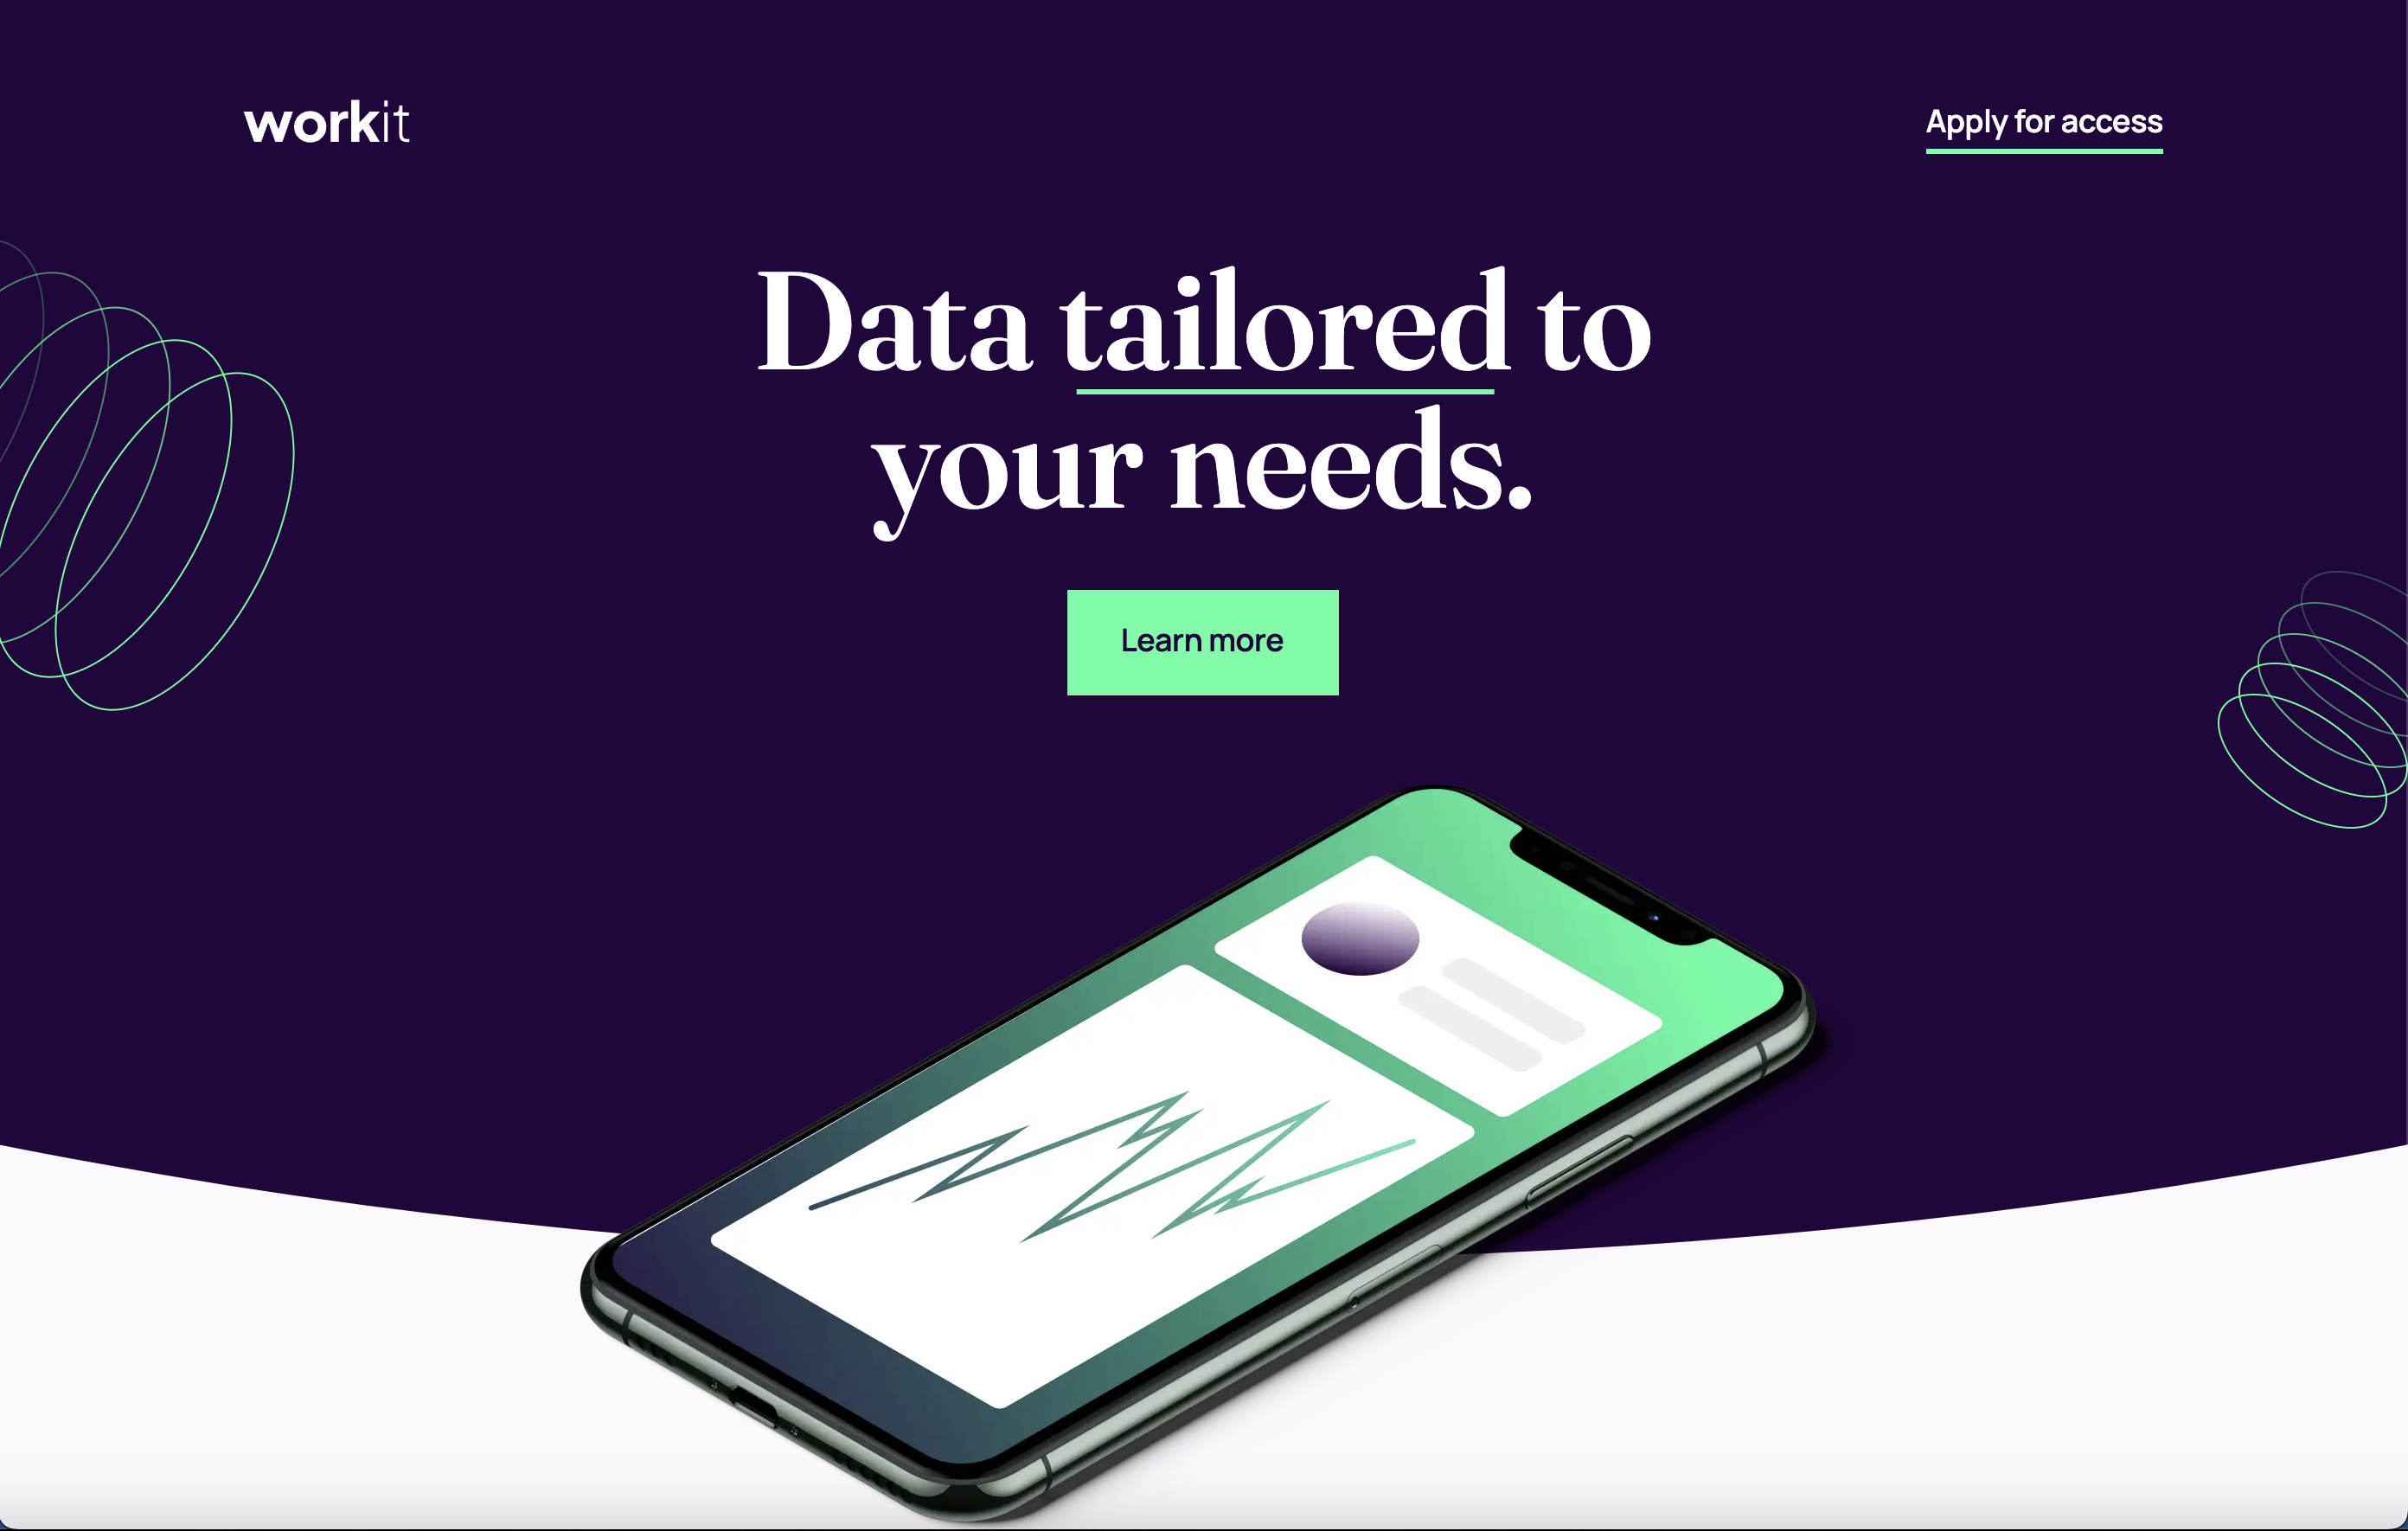 workit
Apply for access
Data tailored to
your needs.
Learn more